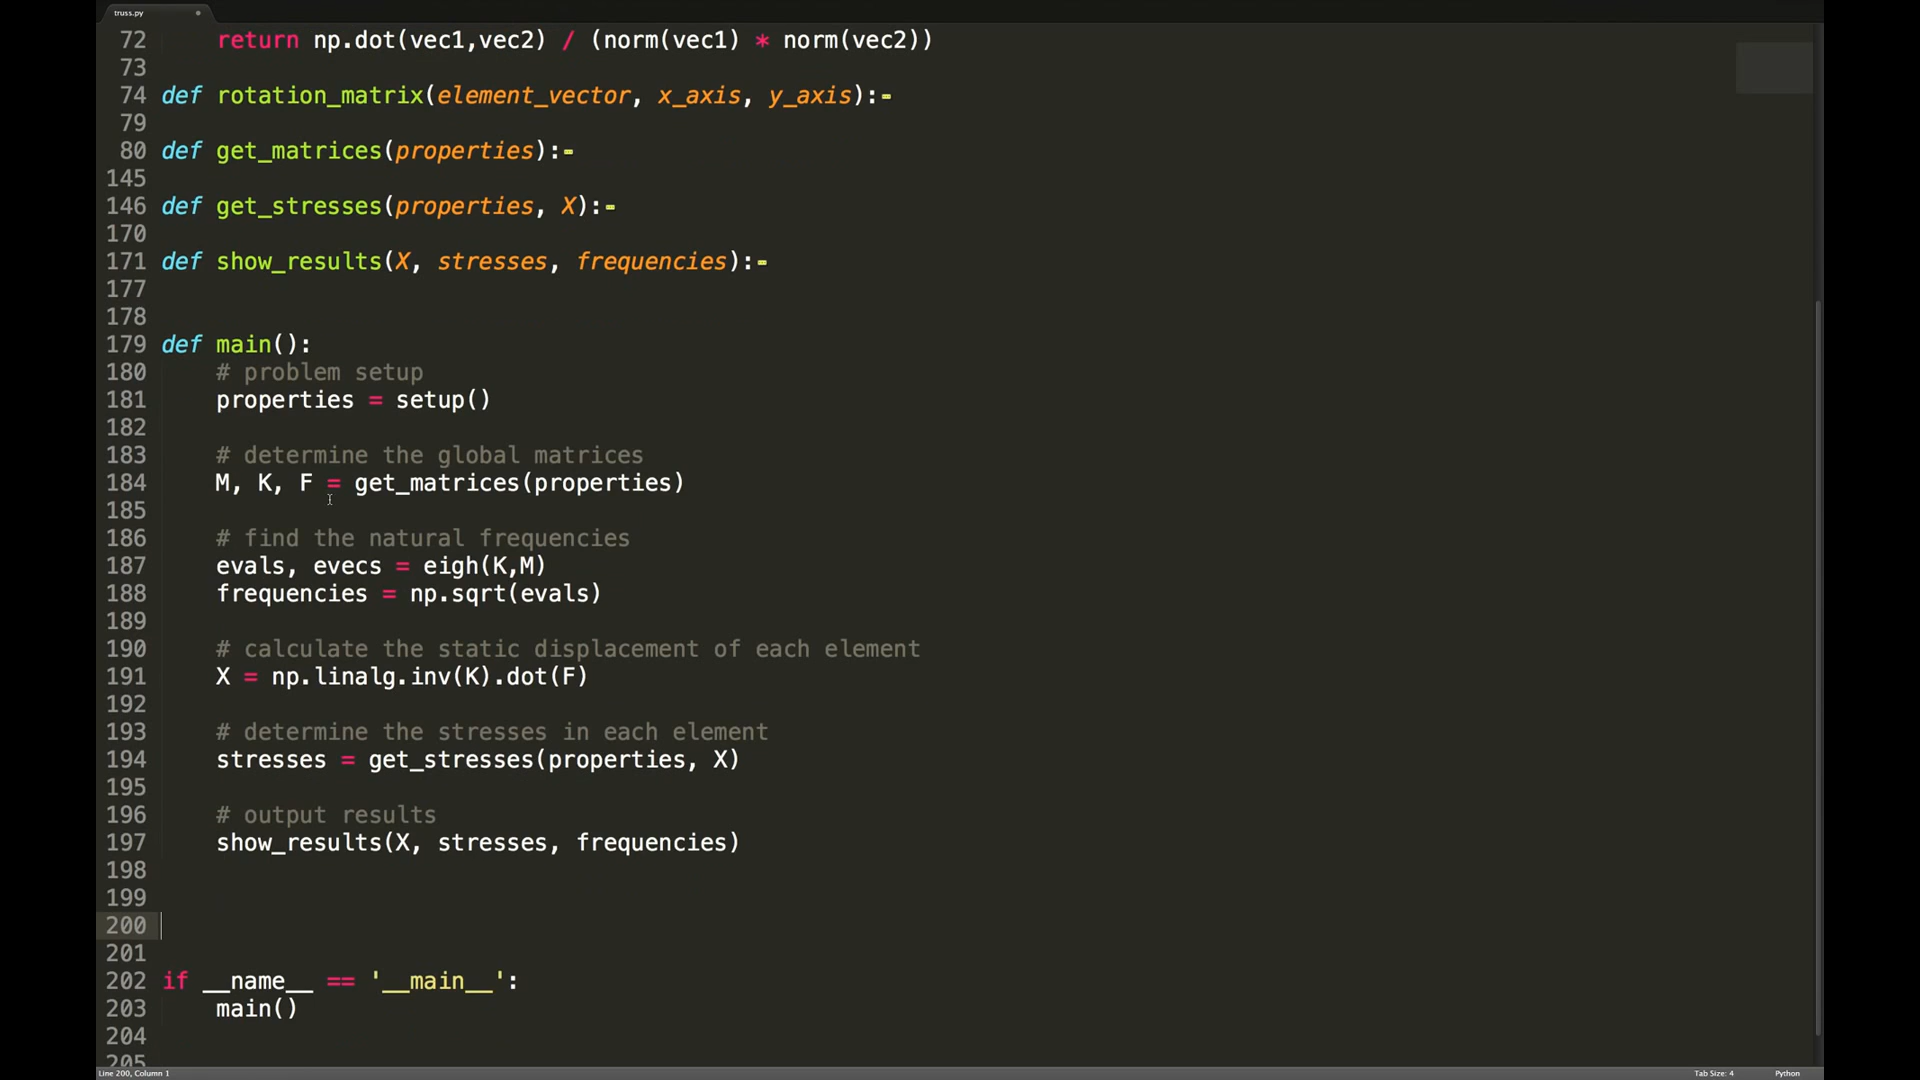 truss.py
72 return np.dot(vec1,vec2) / (norm(vec1) * norm(vec2))
73
74 def rotation_matrix(element_vector, x_axis, y_axis):
79
80 def get_matrices(properties):
145
146 def get_stresses(properties, X):
170
171 def show_results(X, stresses, frequencies):
177
178
179 def main():
180 # problem setup
181 properties = setup()
182
183 # determine the global matrices
184 M, K, F = get_matrices(properties)
185
186 # find the natural frequencies
187 evals, evecs = eigh(K,M)
188 frequencies = np.sqrt(evals)
189
190 # calculate the static displacement of each element
191 X = np.linalg.inv(K).dot(F)
192
193 # determine the stresses in each element
194 stresses = get_stresses(properties, X)
195
196 # output results
197 show_results(X, stresses, frequencies)
198
199
200
201
202 if __name__ == '__main__':
203 main()
204
205
Line 200, Column 1 Tab Size: 4 Python